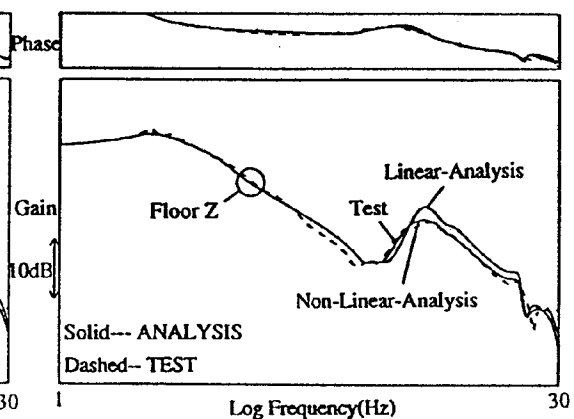 Phase
Linear-Analysis
Floor Z
Test
Gain
10dB
Non-Linear-Analysis
Solid--- ANALYSIS
Dashed-- TEST
30
1
Log Frequency(Hz)
30